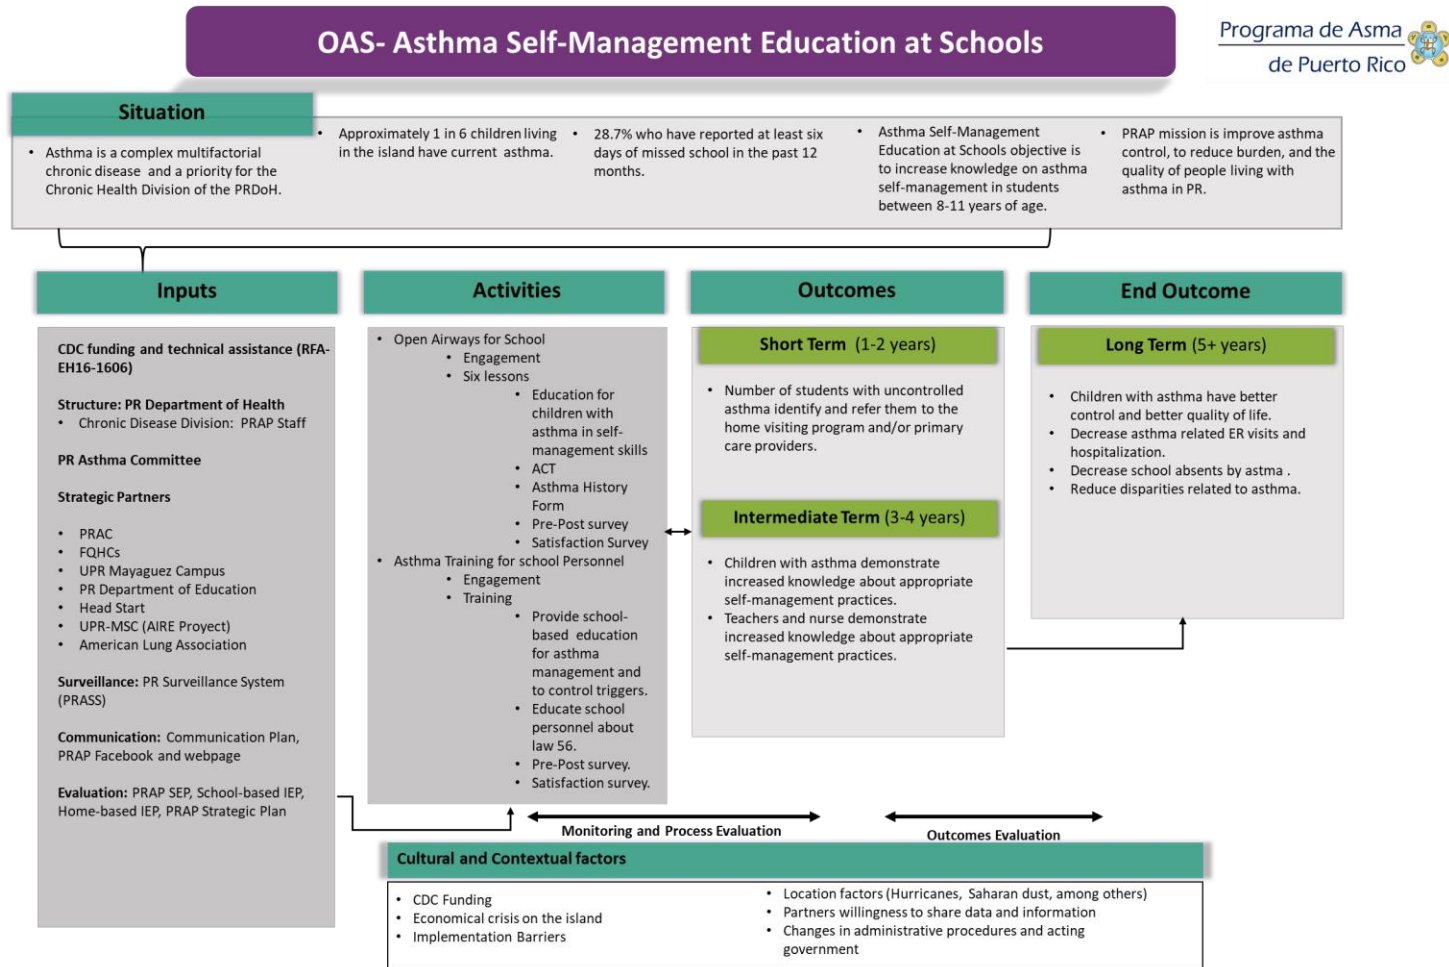 OAS- Asthma Self-Management Education at Schools
Programa de Asma
de Puerto Rico
Situation
• Asthma is a complex multifactorial
chronic disease and a priority for the
Chronic Health Division of the PRDoH.
• Approximately 1 in 6 children living
in the island have current asthma.
• 28.7% who have reported at least six
days of missed school in the past 12
months.
• Asthma Self-Management
Education at Schools objective is
to increase knowledge on asthma
self-management in students
between 8-11 years of age.
• PRAP mission is improve asthma
control, to reduce burden, and the
quality of people living with
asthma in PR.
Inputs
CDC funding and technical assistance (RFA-
EH16-1606)
Structure: PR Department of Health
• Chronic Disease Division: PRAP Staff
PR Asthma Committee
Strategic Partners
• PRAC
• FQHCs
• UPR Mayaguez Campus
• PR Department of Education
• Head Start
• UPR-MSC (AIRE Proyect)
• American Lung Association
Surveillance: PR Surveillance System
(PRASS)
Communication: Communication Plan,
PRAP Facebook and webpage
Evaluation: PRAP SEP, School-based IEP,
Home-based IEP, PRAP Strategic Plan
Activities
• Open Airways for School
• Engagement
• Six lessons
• Education for
children with
asthma in self-
management skills
• ACT
• Asthma History
Form
• Pre-Post survey
• Satisfaction Survey
• Asthma Training for school Personnel
• Engagement
• Training
• Provide school-
based education
for asthma
management and
to control triggers.
• Educate school
personnel about
law 56.
• Pre-Post survey.
• Satisfaction survey.
Outcomes
Short Term (1-2 years)
• Number of students with uncontrolled
asthma identify and refer them to the
home visiting program and/or primary
care providers.
Intermediate Term (3-4 years)
• Children with asthma demonstrate
increased knowledge about appropriate
self-management practices.
• Teachers and nurse demonstrate
increased knowledge about appropriate
self-management practices.
End Outcome
Long Term (5+ years)
• Children with asthma have better
control and better quality of life.
• Decrease asthma related ER visits and
hospitalization.
• Decrease school absents by astma .
• Reduce disparities related to asthma.
Monitoring and Process Evaluation
Outcomes Evaluation
Cultural and Contextual factors
• CDC Funding
• Economical crisis on the island
• Implementation Barriers
• Location factors (Hurricanes, Saharan dust, among others)
• Partners willingness to share data and information
• Changes in administrative procedures and acting
government